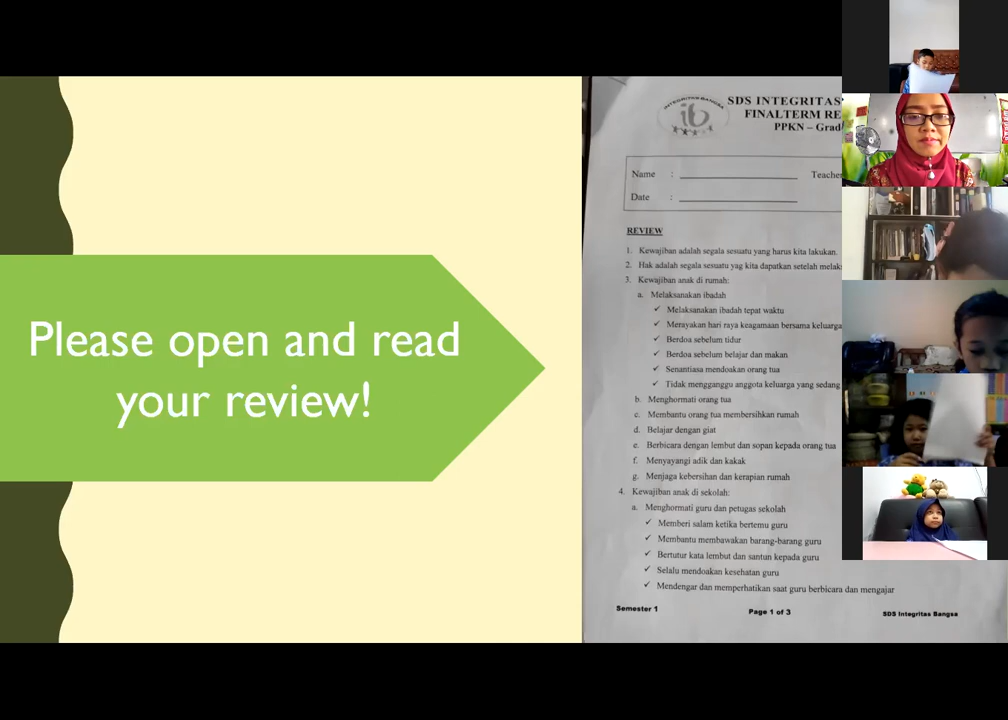 Please open and read
your review!
INTEGRITAS BANGSA
ib
SDS INTEGRITAS
FINALTERM RE
PPKN – Grad
Name : Teacher
Date :
REVIEW
1. Kewajiban adalah segala sesuatu yang harus kita lakukan.
2. Hak adalah segala sesuatu yag kita dapatkan setelah melak
3. Kewajiban anak di rumah:
a. Melaksanakan ibadah
✓ Melaksanakan ibadah tepat waktu
✓ Merayakan hari raya keagamaan bersama keluarga
✓ Berdoa sebelum tidur
✓ Berdoa sebelum belajar dan makan
✓ Senantiasa mendoakan orang tua
✓ Tidak mengganggu anggota keluarga yang sedang
b. Menghormati orang tua
c. Membantu orang tua membersihkan rumah
d. Belajar dengan giat
e. Berbicara dengan lembut dan sopan kepada orang tua
f. Menyayangi adik dan kakak
g. Menjaga kebersihan dan kerapian rumah
4. Kewajiban anak di sekolah:
a. Menghormati guru dan petugas sekolah
✓ Memberi salam ketika bertemu guru
✓ Membantu membawakan barang-barang guru
✓ Bertutur kata lembut dan santun kepada guru
✓ Selalu mendoakan kesehatan guru
✓ Mendengar dan memperhatikan saat guru berbicara dan mengajar
Semester 1 Page 1 of 3 SDS Integritas Bangsa